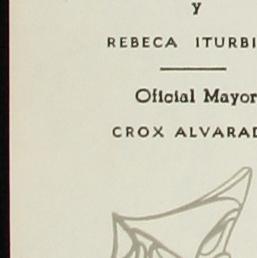 y
REBECA ITURBI
Oficial Mayor
CROX ALVARAD